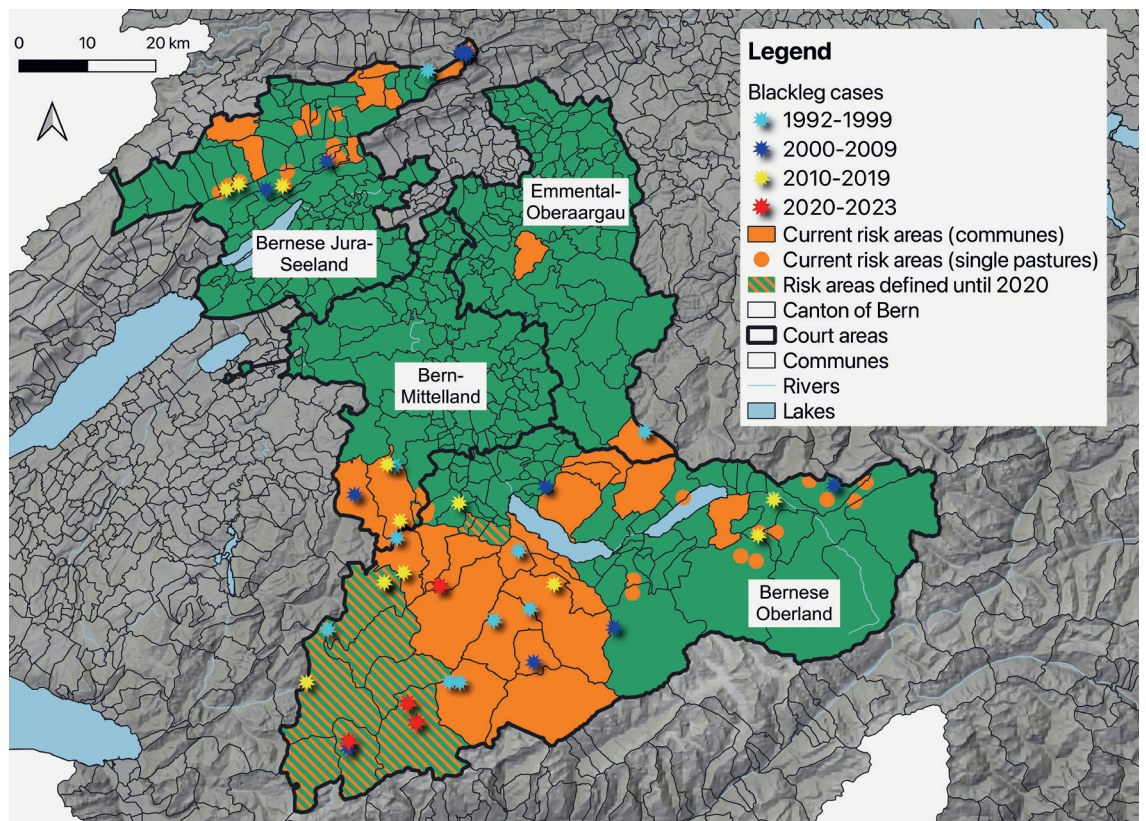 0 10 20 km
Legend
Blackleg cases
1992-1999
2000-2009
2010-2019
2020-2023
Current risk areas (communes)
Current risk areas (single pastures)
Risk areas defined until 2020
Canton of Bern
Court areas
Communes
Rivers
Lakes
Emmental-
Oberaargau
Bernese Jura-
Seeland
Bern-
Mittelland
Bernese
Oberland